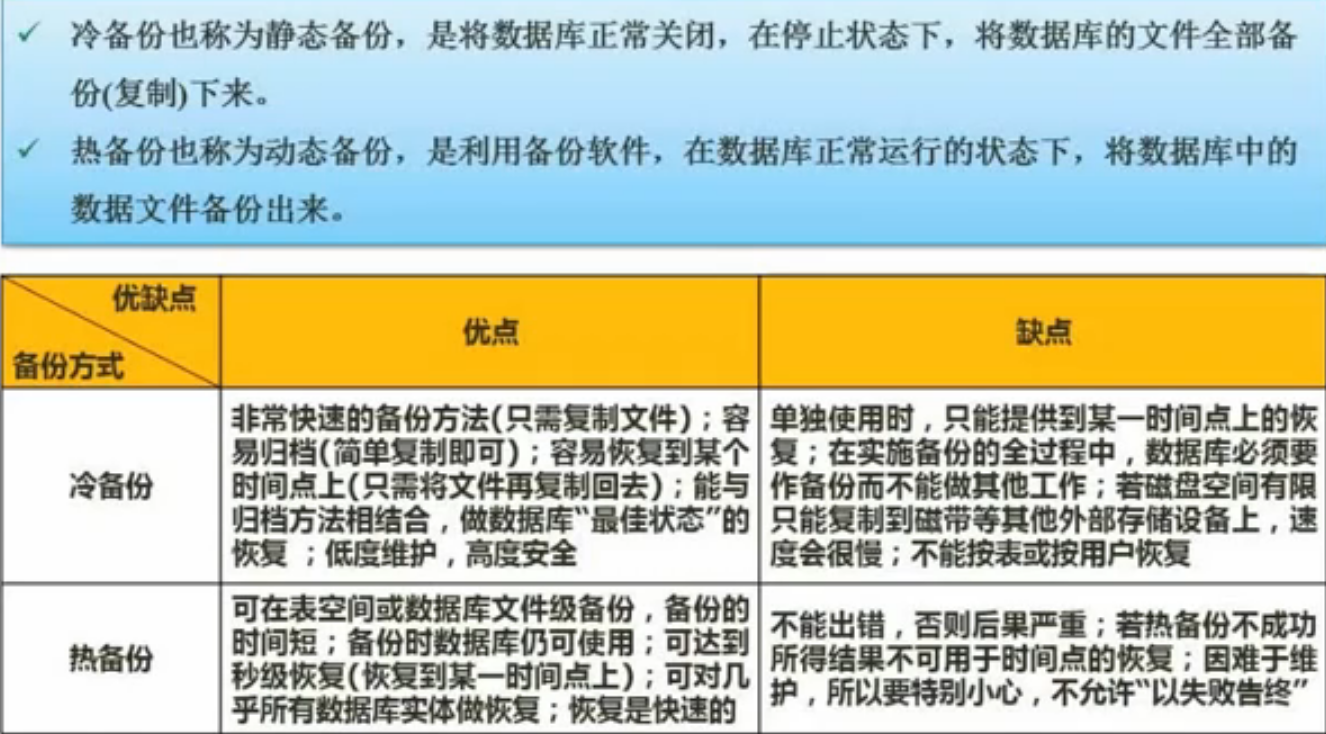 ✓ 冷备份也称为静态备份，是将数据库正常关闭，在停止状态下，将数据库的文件全部备
份(复制)下来。
✓ 热备份也称为动态备份，是利用备份软件，在数据库正常运行的状态下，将数据库中的
数据文件备份出来。
优缺点
备份方式
优点
缺点
冷备份
非常快速的备份方法(只需复制文件)；容
易归档(简单复制即可)；容易恢复到某个
时间点上(只需将文件再复制回去)；能与
归档方法相结合，做数据库“最佳状态”的
恢复 ；低度维护，高度安全
单独使用时，只能提供到某一时间点上的恢
复；在实施备份的全过程中，数据库必须要
作备份而不能做其他工作；若磁盘空间有限
只能复制到磁带等其他外部存储设备上，速
度会很慢；不能按表或按用户恢复
热备份
可在表空间或数据库文件级备份，备份的
时间短；备份时数据库仍可使用；可达到
秒级恢复(恢复到某一时间点上)；可对几
乎所有数据库实体做恢复；恢复是快速的
不能出错，否则后果严重；若热备份不成功
所得结果不可用于时间点的恢复；困难于维
护，所以要特别小心，不允许“以失败告终”